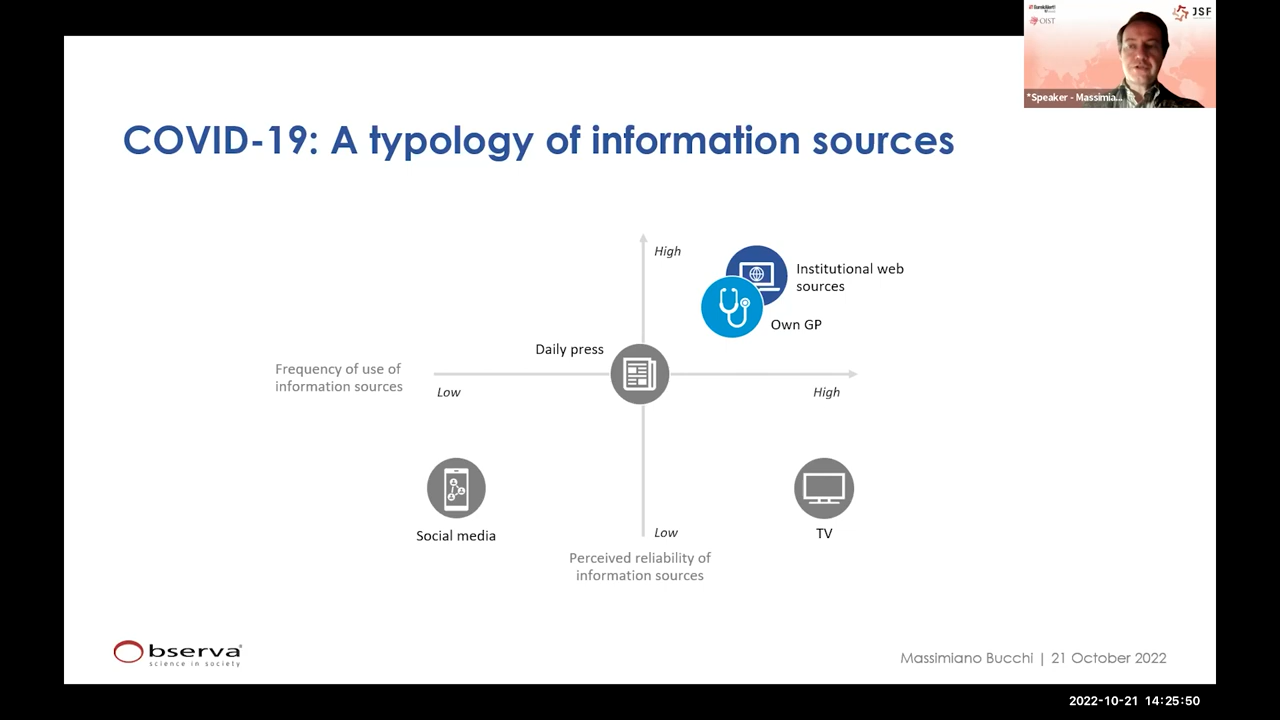 EurekAlert!
OIST
JSF
*Speaker - Massimia...
COVID-19: A typology of information sources
High
Institutional web
sources
Own GP
Daily press
Frequency of use of
information sources
Low
High
Social media
TV
Low
Perceived reliability of
information sources
bserva
science in society
Massimiano Bucchi | 21 October 2022
2022-10-21 14:25:50